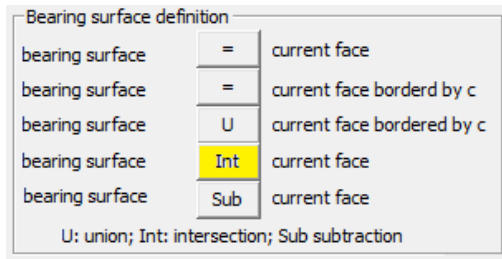 Bearing surface definition
bearing surface = current face
bearing surface = current face borderd by c
bearing surface U current face bordered by c
bearing surface Int current face
bearing surface Sub current face
U: union; Int: intersection; Sub subtraction